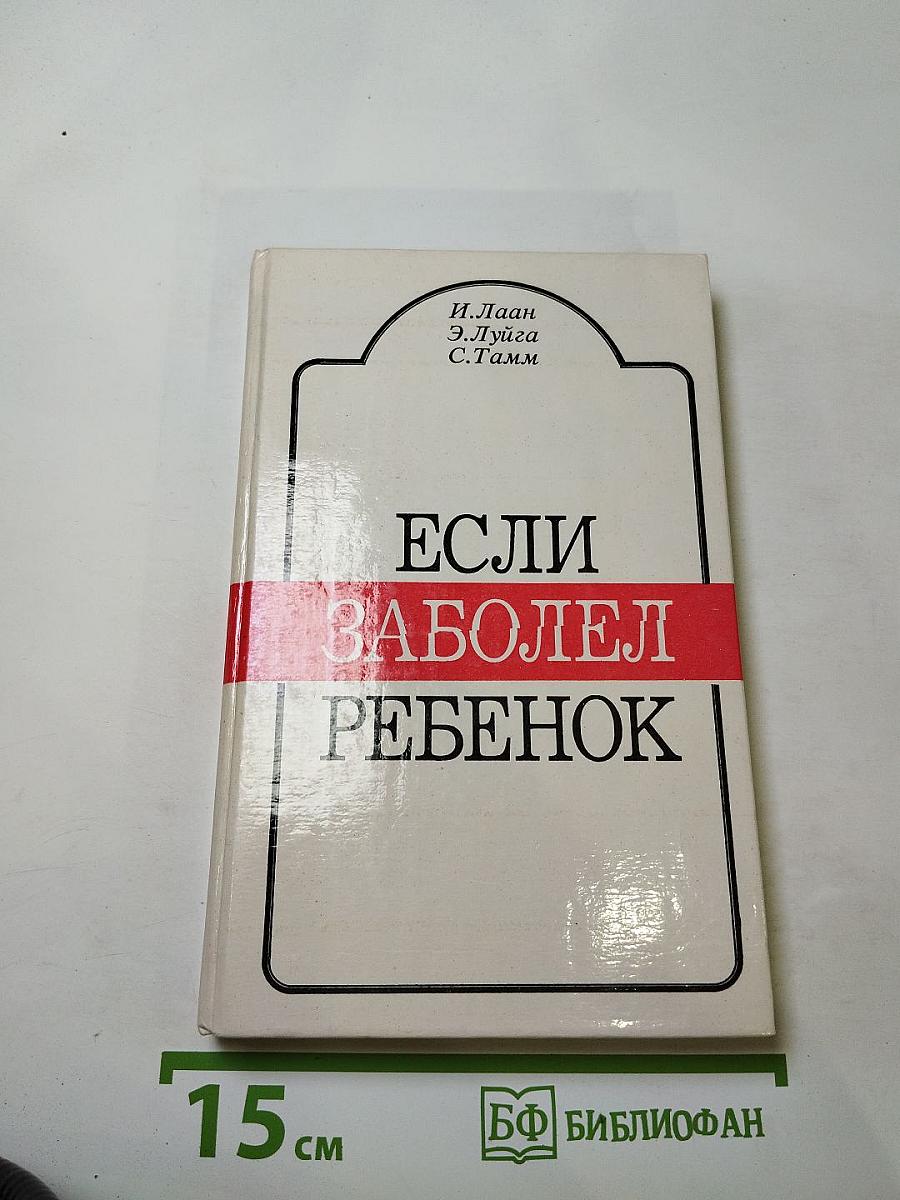 И.Лаан
Э.Луйга
С.Тамм
ЕСЛИ
ЗАБОЛЕЛ
РЕБЕНОК
15 см
БФ БИБЛИОФАН